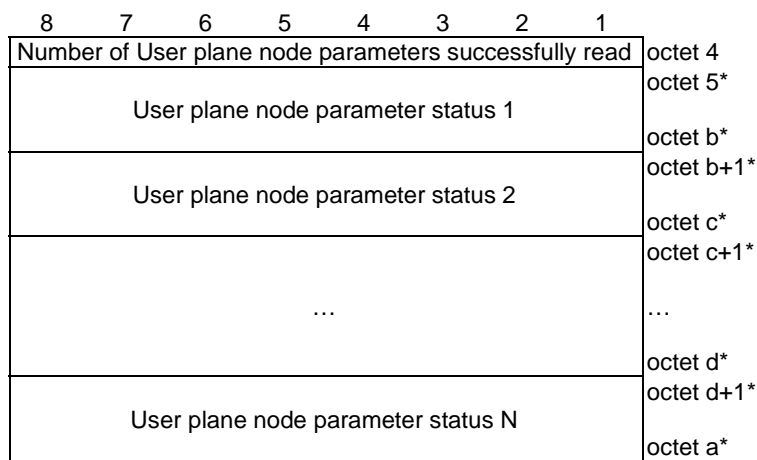 8 7 6 5 4 3 2 1
Number of User plane node parameters successfully read octet 4
octet 5*
User plane node parameter status 1
octet b*
octet b+1*
User plane node parameter status 2
octet c*
octet c+1*
… …
octet d*
octet d+1*
User plane node parameter status N
octet a*